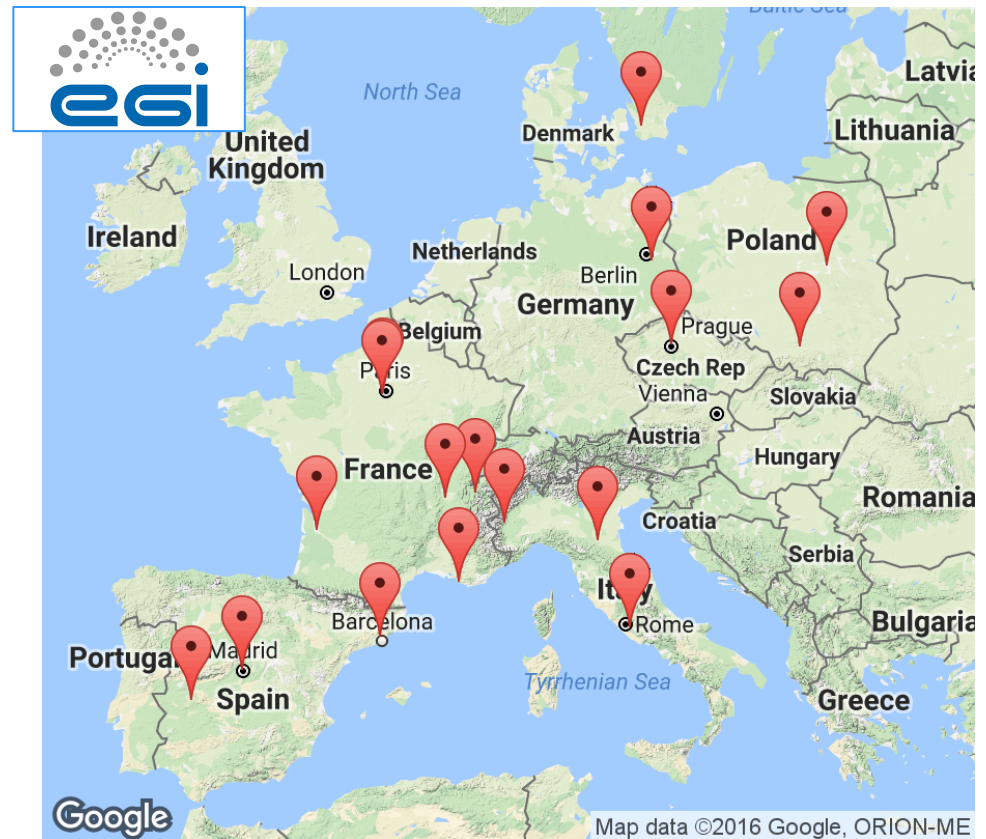 egi
Baltic Sea
Latvia
North Sea
Denmark
Lithuania
United
Kingdom
Ireland
Netherlands
Poland
London
Berlin
Germany
Belgium
Prague
Paris
Czech Rep
Vienna
Slovakia
Austria
Hungary
France
Romania
Croatia
Serbia
Italy
Barcelona
Rome
Bulgaria
Portugal
Madrid
Tyrrhenian Sea
Spain
Greece
Google
Map data ©2016 Google, ORION-ME